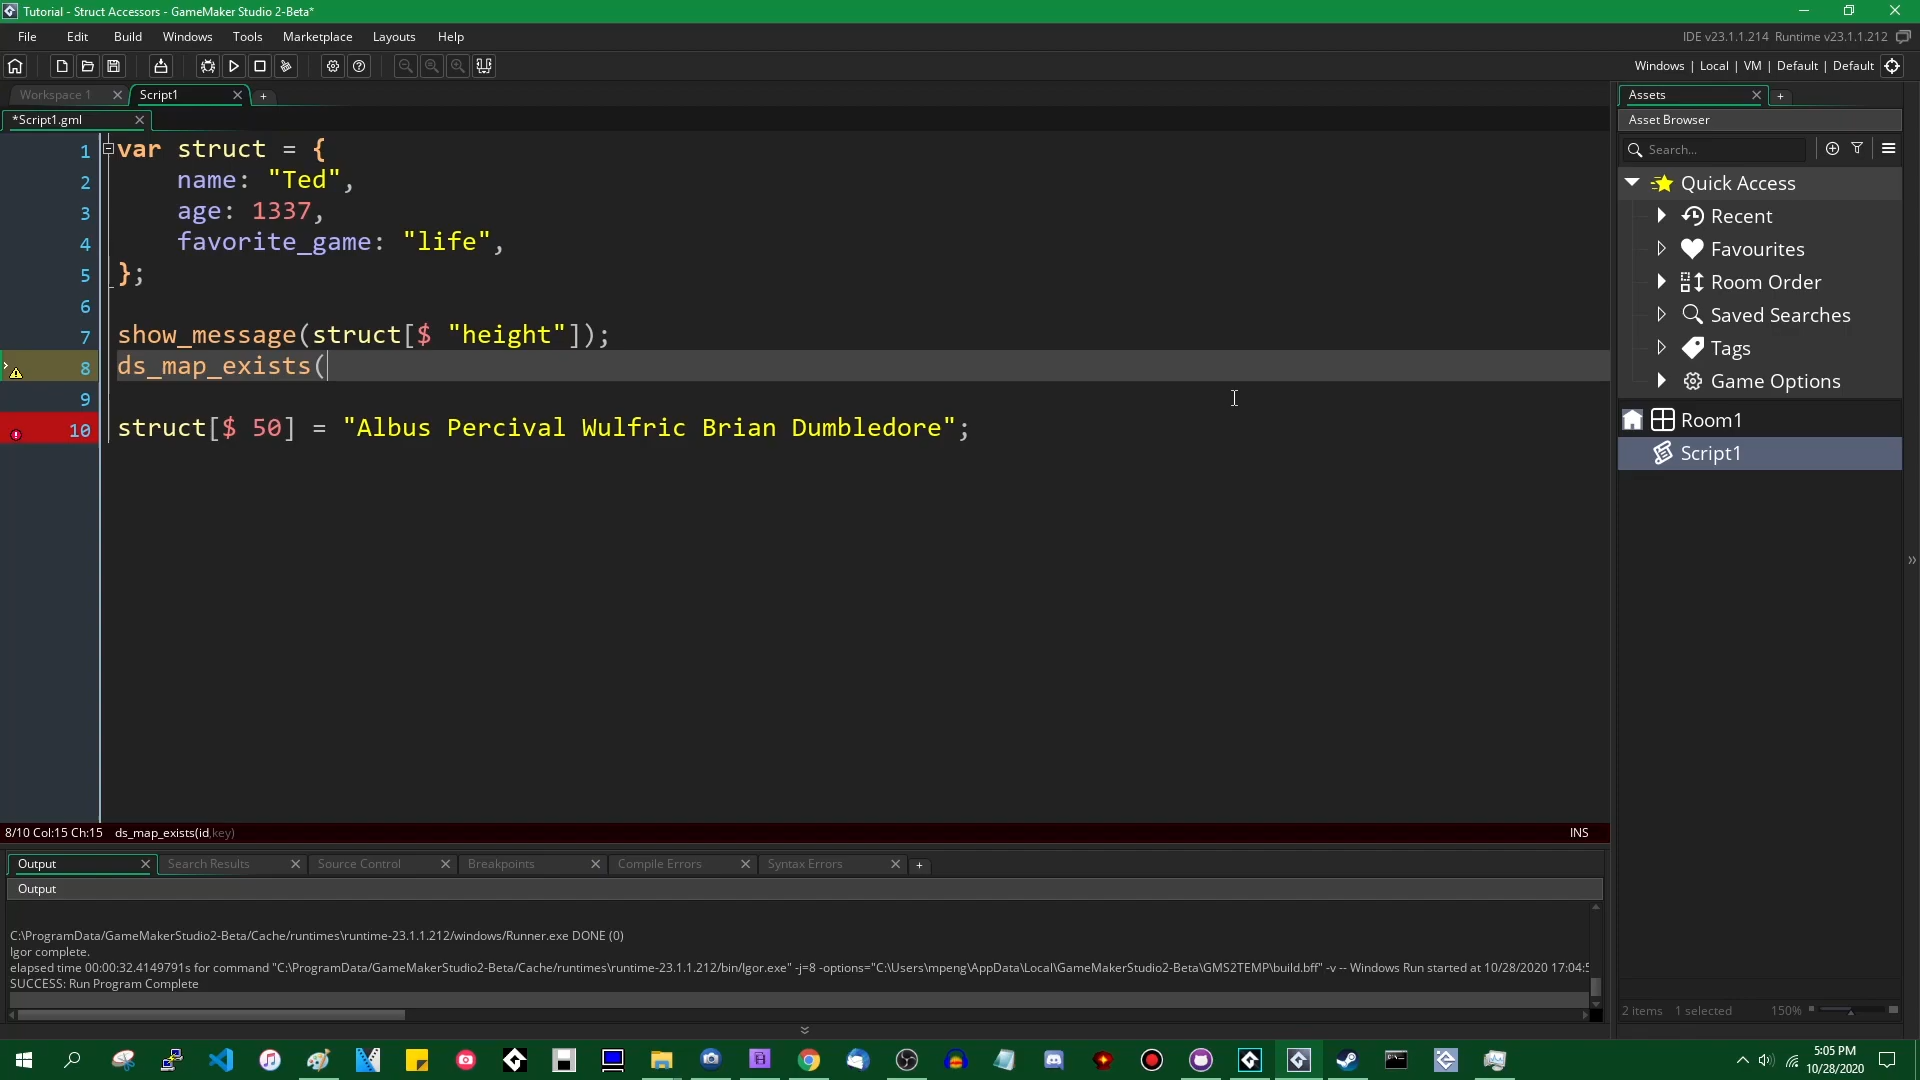 Tutorial - Struct Accessors - GameMaker Studio 2-Beta*
File Edit Build Windows Tools Marketplace Layouts Help
IDE v23.1.1.214 Runtime v23.1.1.212
Windows | Local | VM | Default | Default
Workspace 1 Script1 +
*Script1.gml
1 var struct = {
2 name: "Ted",
3 age: 1337,
4 favorite_game: "life",
5 };
6
7 show_message(struct[$ "height"]);
8 ds_map_exists(
9
10 struct[$ 50] = "Albus Percival Wulfric Brian Dumbledore";
8/10 Col:15 Ch:15 ds_map_exists(id,key)
INS
Output Search Results Source Control Breakpoints Compile Errors Syntax Errors +
Output
C:\ProgramData/GameMakerStudio2-Beta/Cache/runtimes\runtime-23.1.1.212/windows/Runner.exe DONE (0)
Igor complete.
elapsed time 00:00:32.4149791s for command "C:\ProgramData/GameMakerStudio2-Beta/Cache/runtimes\runtime-23.1.1.212/bin/Igor.exe" -j=8 -options="C:\Users\mpeng\AppData\Local\GameMakerStudio2-Beta\GMS2TEMP\build.bff" -v -- Windows Run started at 10/28/2020 17:04:5
SUCCESS: Run Program Complete
Assets +
Asset Browser
Search...
Quick Access
Recent
Favourites
Room Order
Saved Searches
Tags
Game Options
Room1
Script1
2 items 1 selected 150%
5:05 PM
10/28/2020